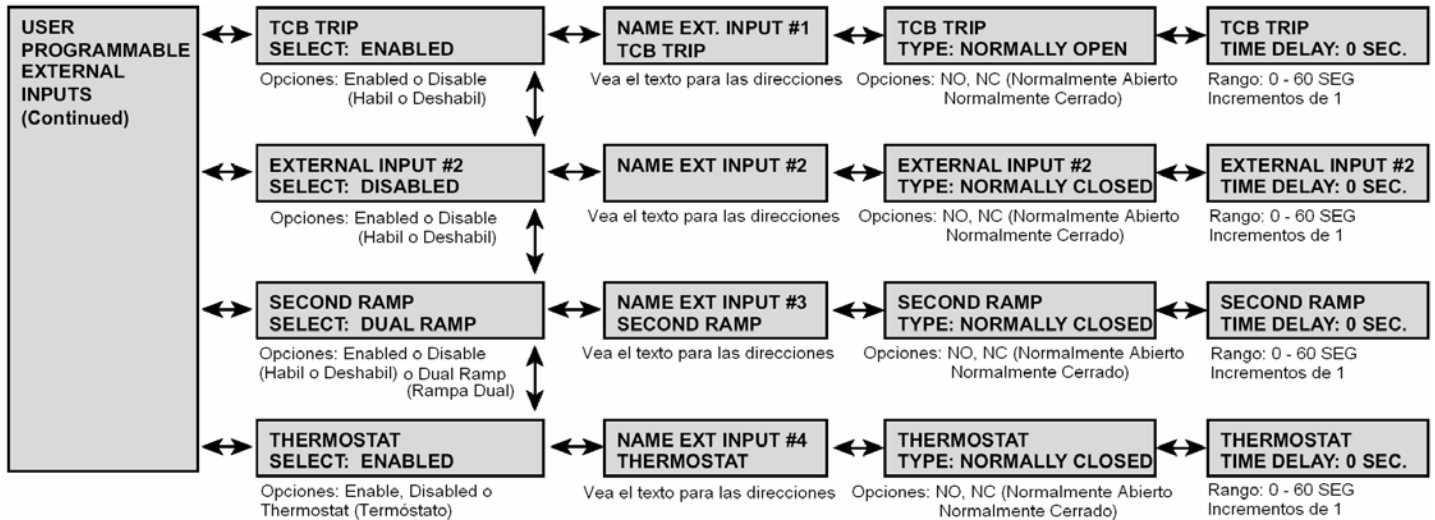 USER
PROGRAMMABLE
EXTERNAL
INPUTS
(Continued)
TCB TRIP
SELECT: ENABLED
Opciones: Enabled o Disable
(Habil o Deshabil)
NAME EXT. INPUT #1
TCB TRIP
Vea el texto para las direcciones
TCB TRIP
TYPE: NORMALLY OPEN
Opciones: NO, NC (Normalmente Abierto
Normalmente Cerrado)
TCB TRIP
TIME DELAY: 0 SEC.
Rango: 0 - 60 SEG
Incrementos de 1
EXTERNAL INPUT #2
SELECT: DISABLED
Opciones: Enabled o Disable
(Habil o Deshabil)
NAME EXT INPUT #2
Vea el texto para las direcciones
EXTERNAL INPUT #2
TYPE: NORMALLY CLOSED
Opciones: NO, NC (Normalmente Abierto
Normalmente Cerrado)
EXTERNAL INPUT #2
TIME DELAY: 0 SEC.
Rango: 0 - 60 SEG
Incrementos de 1
SECOND RAMP
SELECT: DUAL RAMP
Opciones: Enabled o Disable
(Habil o Deshabil) o Dual Ramp
(Rampa Dual)
NAME EXT INPUT #3
SECOND RAMP
Vea el texto para las direcciones
SECOND RAMP
TYPE: NORMALLY CLOSED
Opciones: NO, NC (Normalmente Abierto
Normalmente Cerrado)
SECOND RAMP
TIME DELAY: 0 SEC.
Rango: 0 - 60 SEG
Incrementos de 1
THERMOSTAT
SELECT: ENABLED
Opciones: Enable, Disabled o
Thermostat (Termóstato)
NAME EXT INPUT #4
THERMOSTAT
Vea el texto para las direcciones
THERMOSTAT
TYPE: NORMALLY CLOSED
Opciones: NO, NC (Normalmente Abierto
Normalmente Cerrado)
THERMOSTAT
TIME DELAY: 0 SEC.
Rango: 0 - 60 SEG
Incrementos de 1